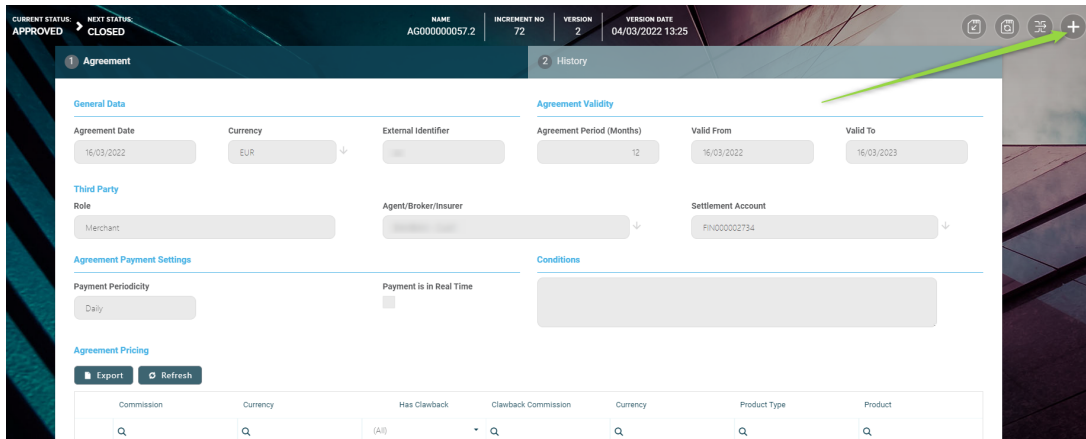 CURRENT STATUS: NEXT STATUS:
APPROVED CLOSED
NAME INCREMENT NO VERSION VERSION DATE
AG000000057.2 72 2 04/03/2022 13:25
1 Agreement 2 History
General Data Agreement Validity
Agreement Date Currency External Identifier Agreement Period (Months) Valid From Valid To
16/03/2022 EUR 12 16/03/2022 16/03/2023
Third Party
Role Agent/Broker/Insurer Settlement Account
Merchant FIN000002734
Agreement Payment Settings Conditions
Payment Periodicity Payment is in Real Time
Daily
Agreement Pricing
Export Refresh
Commission Currency Has Clawback Clawback Commission Currency Product Type Product
(All)